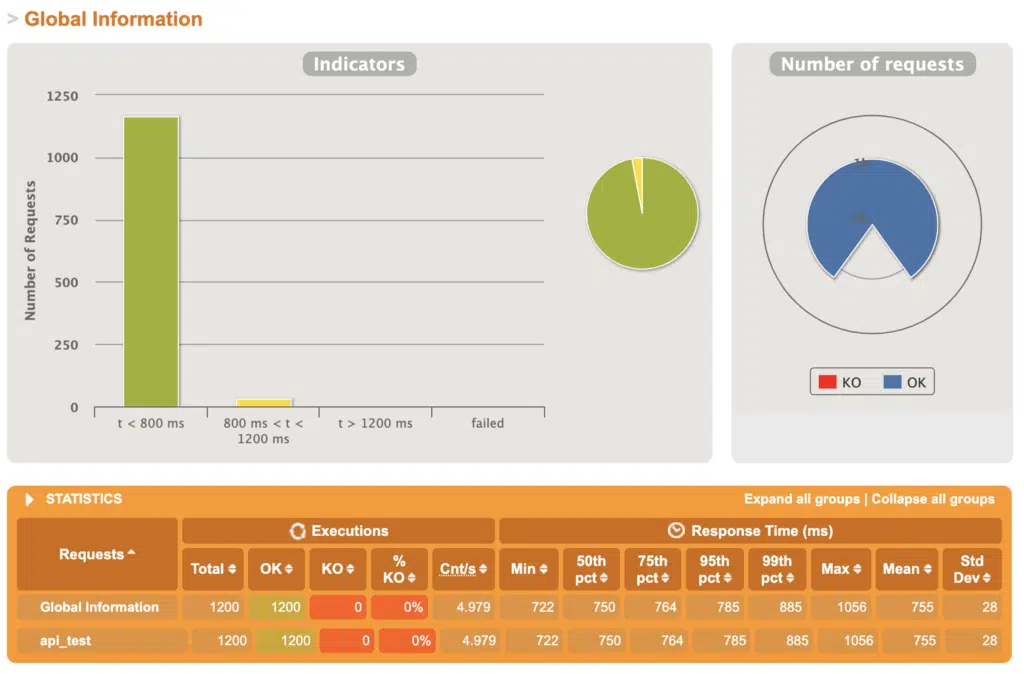 > Global Information
Indicators
1250
1000
750
500
250
0
Number of Requests
t < 800 ms
800 ms < t <
1200 ms
t > 1200 ms
failed
Number of requests
KO
OK
STATISTICS
Expand all groups | Collapse all groups
Requests
Executions
Response Time (ms)
Total
OK
KO
%
KO
Cnt/s
Min
50th
pct
75th
pct
95th
pct
99th
pct
Max
Mean
Std
Dev
Global Information 1200 1200 0 0% 4.979 722 750 764 785 885 1056 755 28
api_test 1200 1200 0 0% 4.979 722 750 764 785 885 1056 755 28